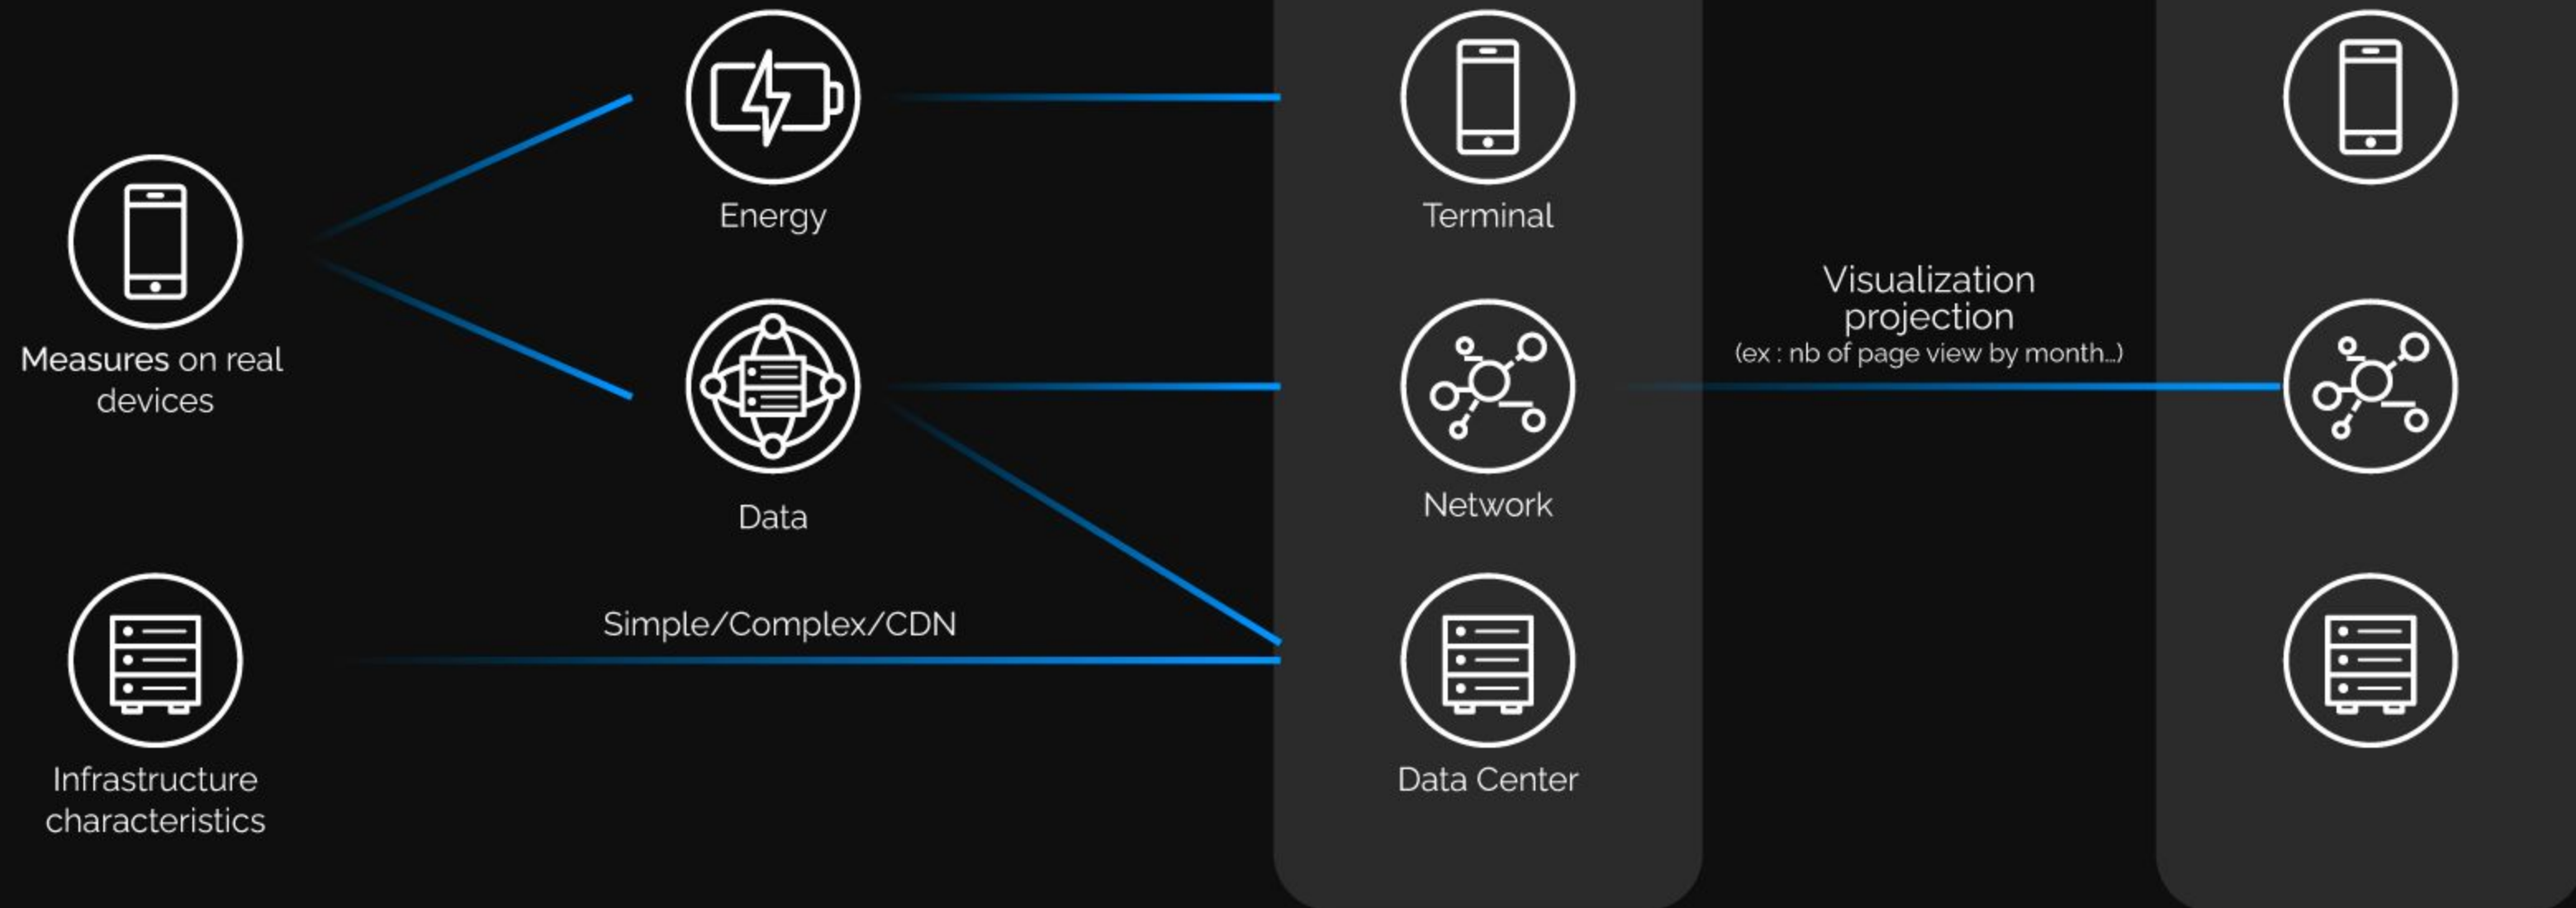 Energy
Terminal
Measures on real
devices
Data
Network
Visualization
projection
(ex : nb of page view by month...)
Simple/Complex/CDN
Infrastructure
characteristics
Data Center